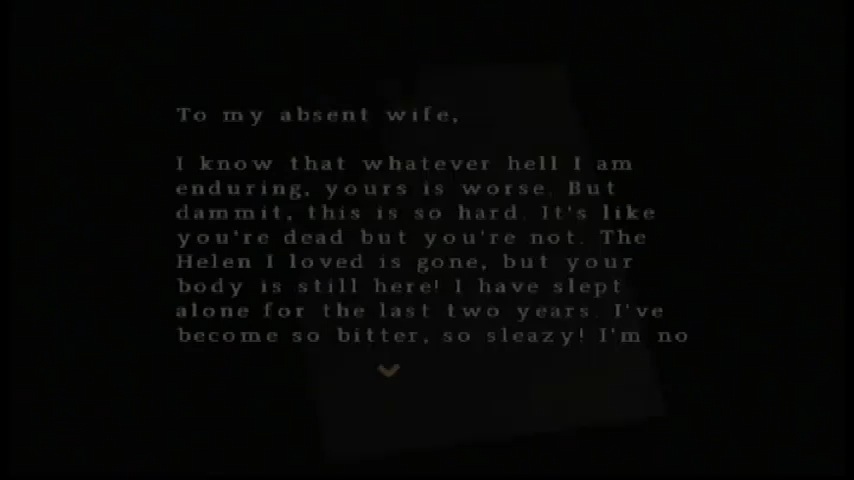 To my absent wife,
I know that whatever hell I am
enduring, yours is worse. But
dammit, this is so hard. It's like
you're dead but you're not. The
Helen I loved is gone, but your
body is still here! I have slept
alone for the last two years. I've
become so bitter, so sleazy! I'm no